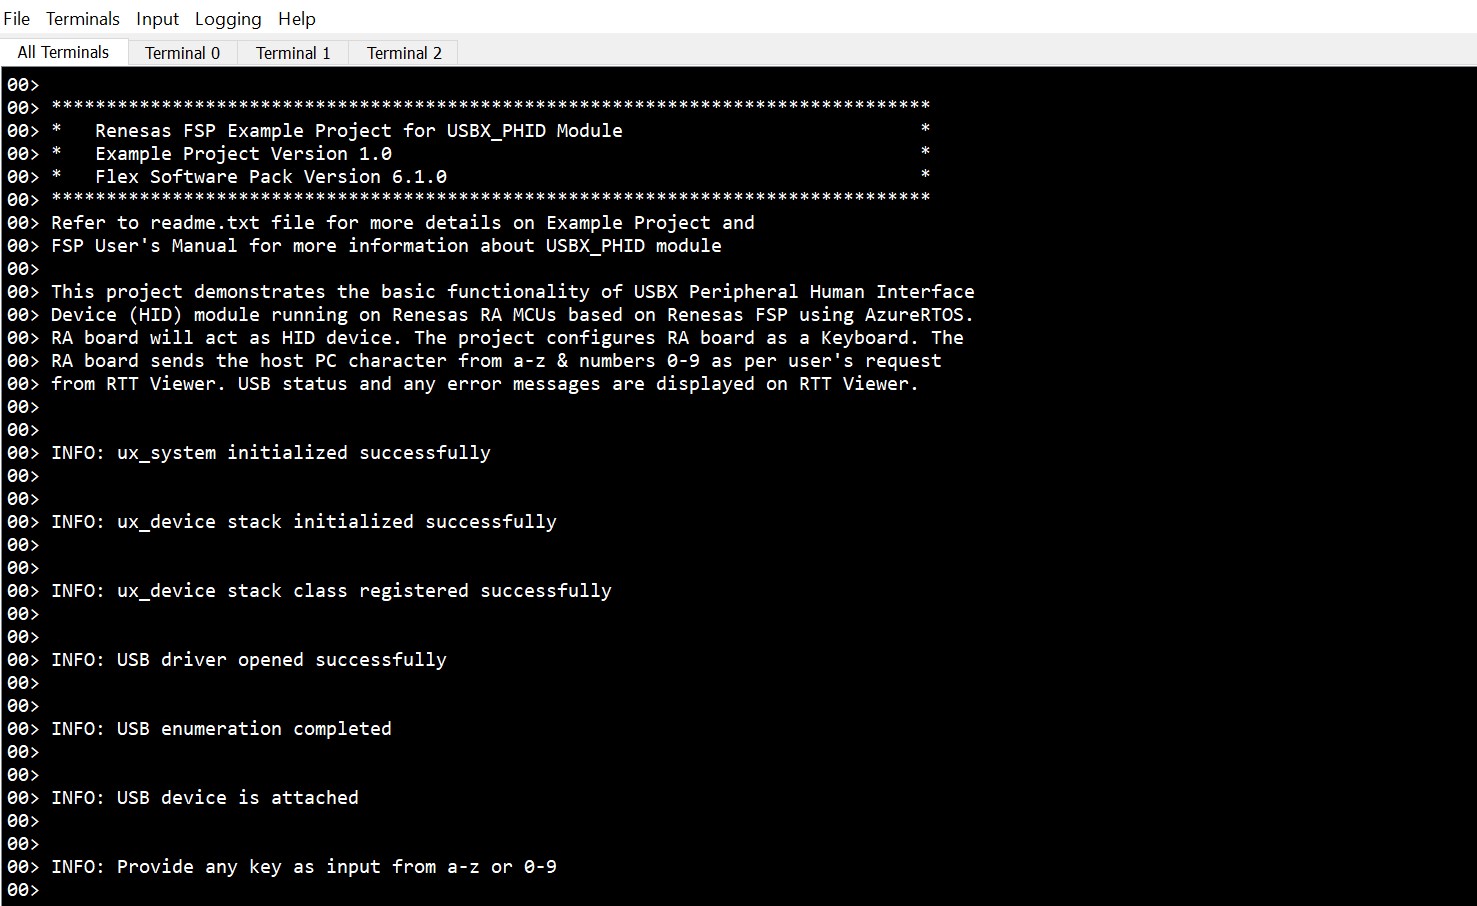 File Terminals Input Logging Help
All Terminals Terminal 0 Terminal 1 Terminal 2
00>
00> ********************************************************************************
00> *   Renesas FSP Example Project for USBX_PHID Module                           *
00> *   Example Project Version 1.0                                                *
00> *   Flex Software Pack Version 6.1.0                                           *
00> ********************************************************************************
00> Refer to readme.txt file for more details on Example Project and
00> FSP User's Manual for more information about USBX_PHID module
00>
00> This project demonstrates the basic functionality of USBX Peripheral Human Interface
00> Device (HID) module running on Renesas RA MCUs based on Renesas FSP using AzureRTOS.
00> RA board will act as HID device. The project configures RA board as a Keyboard. The
00> RA board sends the host PC character from a-z & numbers 0-9 as per user's request
00> from RTT Viewer. USB status and any error messages are displayed on RTT Viewer.
00>
00>
00> INFO: ux_system initialized successfully
00>
00>
00> INFO: ux_device stack initialized successfully
00>
00>
00> INFO: ux_device stack class registered successfully
00>
00>
00> INFO: USB driver opened successfully
00>
00>
00> INFO: USB enumeration completed
00>
00>
00> INFO: USB device is attached
00>
00>
00> INFO: Provide any key as input from a-z or 0-9
00>